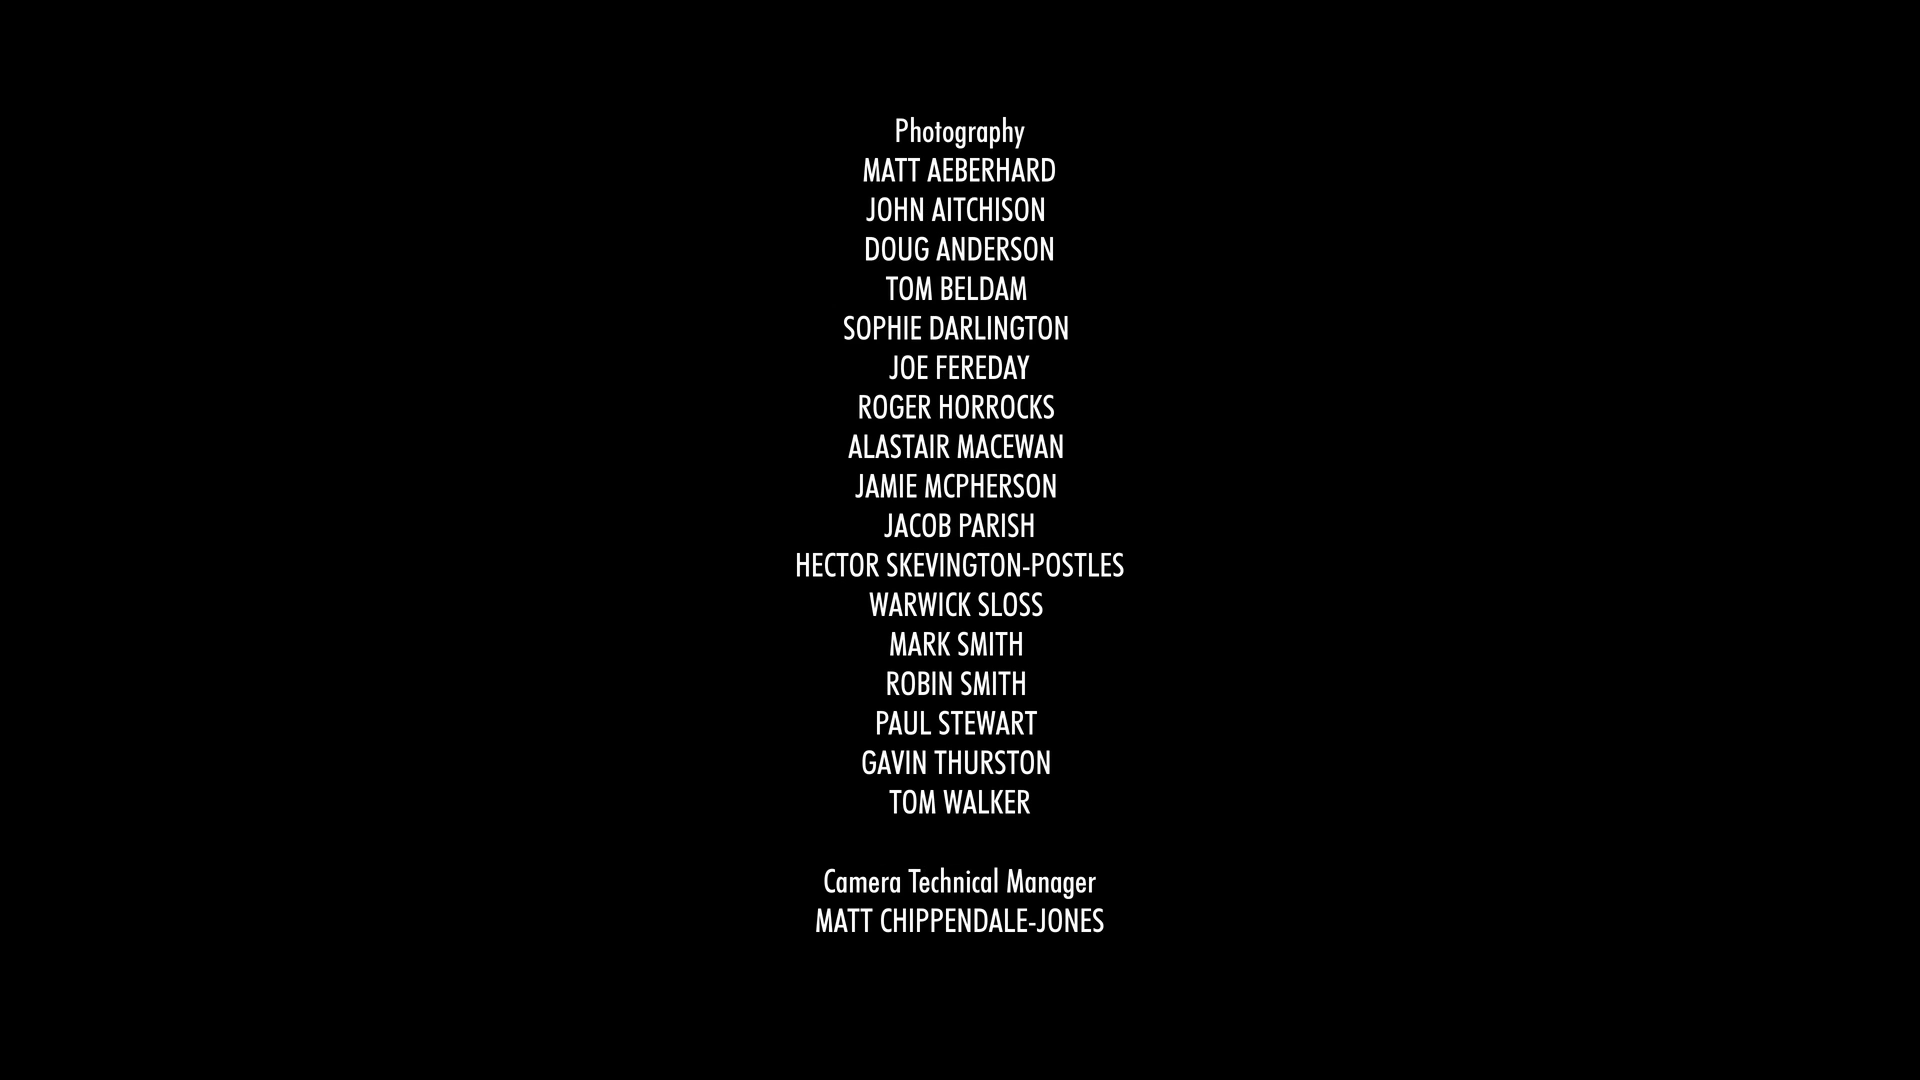 Photography
MATT AEBERHARD
JOHN AITCHISON
DOUG ANDERSON
TOM BELDAM
SOPHIE DARLINGTON
JOE FEREDAY
ROGER HORROCKS
ALASTAIR MACEWAN
JAMIE MCPHERSON
JACOB PARISH
HECTOR SKEVINGTON-POSTLES
WARWICK SLOSS
MARK SMITH
ROBIN SMITH
PAUL STEWART
GAVIN THURSTON
TOM WALKER
Camera Technical Manager
MATT CHIPPENDALE-JONES